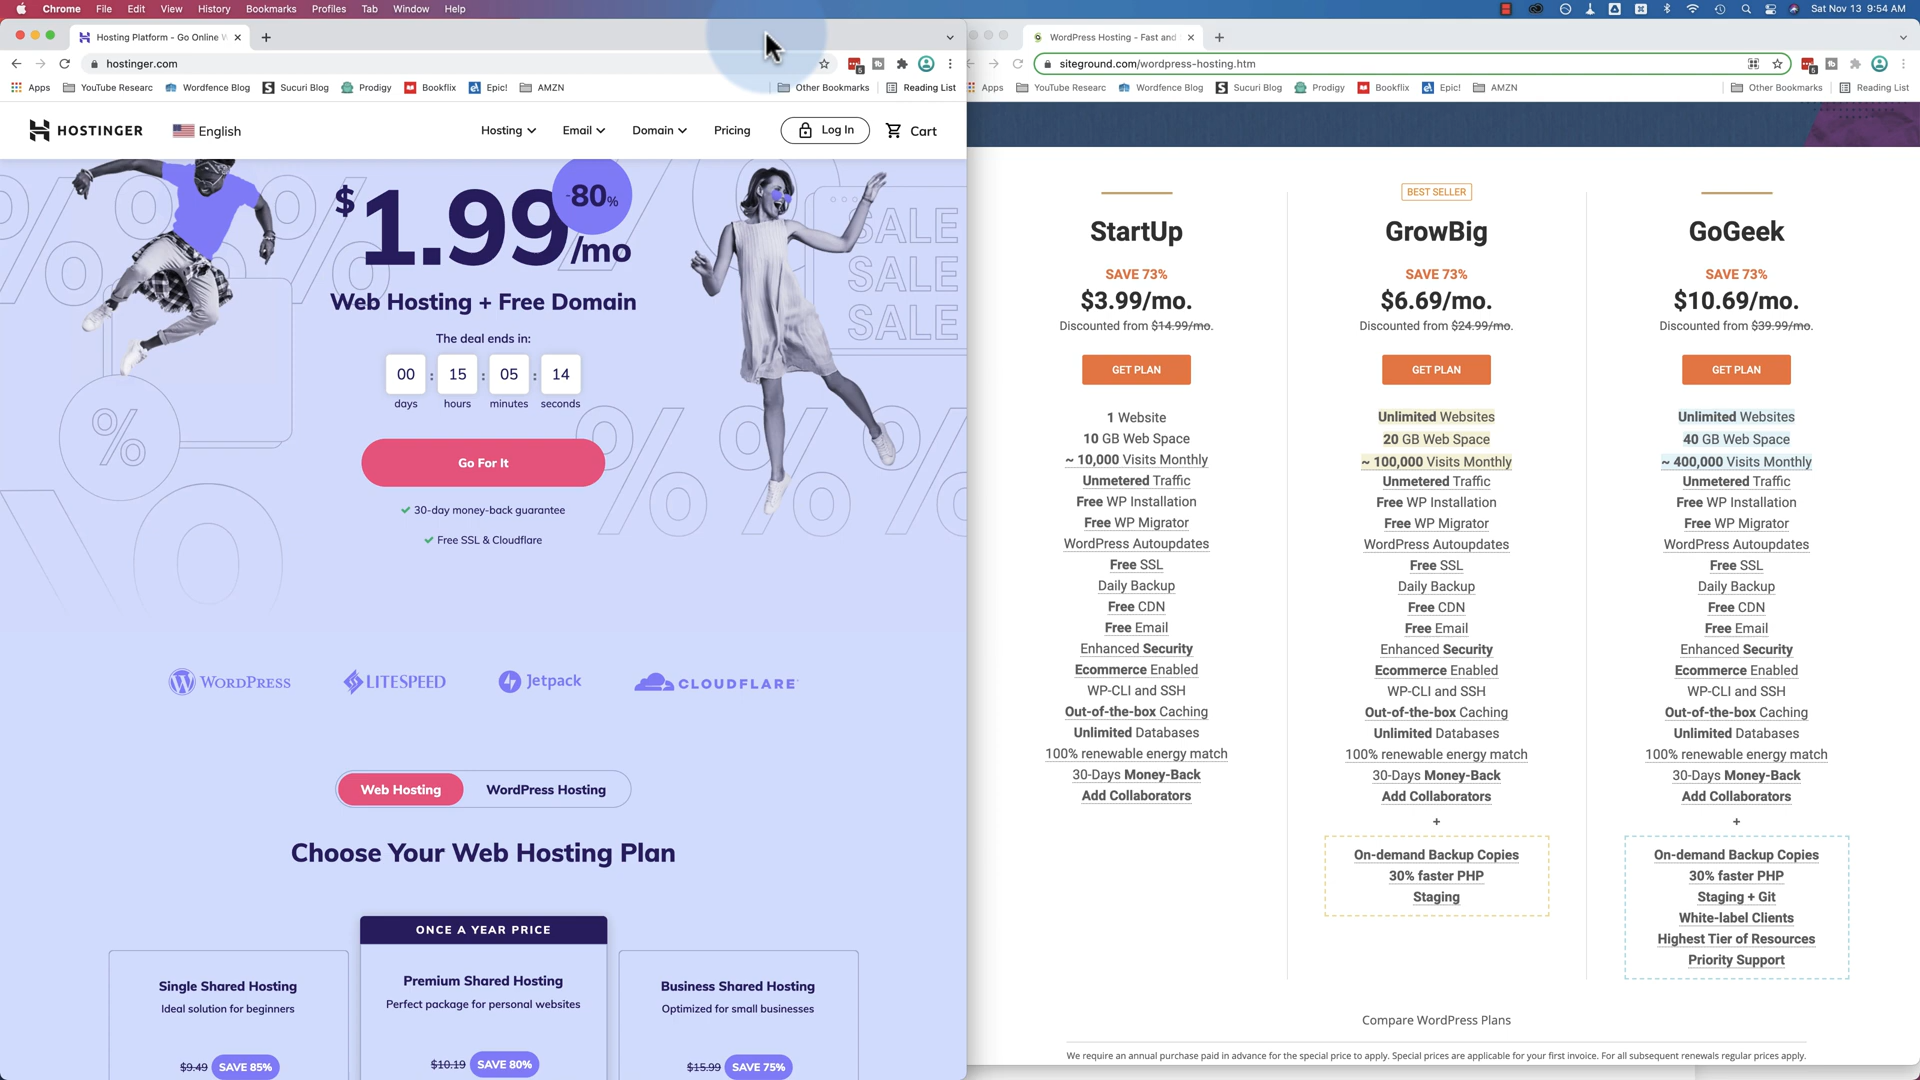 Chrome File Edit View History Bookmarks Profiles Tab Window Help
Sat Nov 13 9:54 AM
Hosting Platform - Go Online
hostinger.com
Apps YouTube Researc Wordfence Blog Sucuri Blog Prodigy Bookflix Epic! AMZN Other Bookmarks Reading List
HOSTINGER English Hosting Email Domain Pricing Log In Cart
$1.99/mo
-80%
Web Hosting + Free Domain
The deal ends in:
00 : 15 : 05 : 14
days hours minutes seconds
Go For It
30-day money-back guarantee
Free SSL & Cloudflare
SALE
SALE
SALE
WORDPRESS LITESPEED Jetpack CLOUDFLARE
Web Hosting WordPress Hosting
Choose Your Web Hosting Plan
ONCE A YEAR PRICE
Single Shared Hosting
Ideal solution for beginners
$9.49 SAVE 85%
Premium Shared Hosting
Perfect package for personal websites
$10.19 SAVE 80%
Business Shared Hosting
Optimized for small businesses
$15.99 SAVE 75%
WordPress Hosting - Fast and
siteground.com/wordpress-hosting.htm
Apps YouTube Researc Wordfence Blog Sucuri Blog Prodigy Bookflix Epic! AMZN Other Bookmarks Reading List
StartUp
SAVE 73%
$3.99/mo.
Discounted from $14.99/mo.
GET PLAN
1 Website
10 GB Web Space
~ 10,000 Visits Monthly
Unmetered Traffic
Free WP Installation
Free WP Migrator
WordPress Autoupdates
Free SSL
Daily Backup
Free CDN
Free Email
Enhanced Security
Ecommerce Enabled
WP-CLI and SSH
Out-of-the-box Caching
Unlimited Databases
100% renewable energy match
30-Days Money-Back
Add Collaborators
BEST SELLER
GrowBig
SAVE 73%
$6.69/mo.
Discounted from $24.99/mo.
GET PLAN
Unlimited Websites
20 GB Web Space
~ 100,000 Visits Monthly
Unmetered Traffic
Free WP Installation
Free WP Migrator
WordPress Autoupdates
Free SSL
Daily Backup
Free CDN
Free Email
Enhanced Security
Ecommerce Enabled
WP-CLI and SSH
Out-of-the-box Caching
Unlimited Databases
100% renewable energy match
30-Days Money-Back
Add Collaborators
+
On-demand Backup Copies
30% faster PHP
Staging
GoGeek
SAVE 73%
$10.69/mo.
Discounted from $39.99/mo.
GET PLAN
Unlimited Websites
40 GB Web Space
~ 400,000 Visits Monthly
Unmetered Traffic
Free WP Installation
Free WP Migrator
WordPress Autoupdates
Free SSL
Daily Backup
Free CDN
Free Email
Enhanced Security
Ecommerce Enabled
WP-CLI and SSH
Out-of-the-box Caching
Unlimited Databases
100% renewable energy match
30-Days Money-Back
Add Collaborators
+
On-demand Backup Copies
30% faster PHP
Staging + Git
White-label Clients
Highest Tier of Resources
Priority Support
Compare WordPress Plans
We require an annual purchase paid in advance for the special price to apply. Special prices are applicable for your first invoice. For all subsequent renewals regular prices apply.